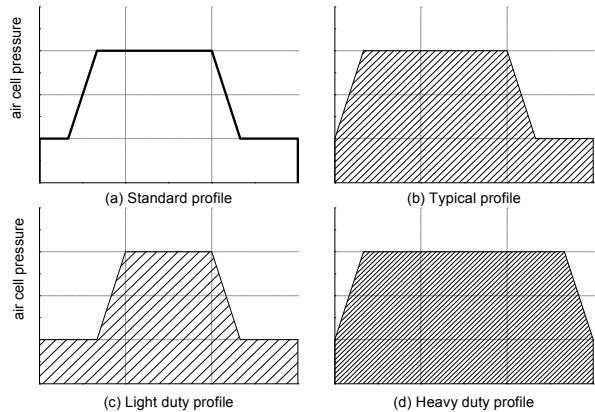 air cell pressure
(a) Standard profile
(b) Typical profile
air cell pressure
(c) Light duty profile
(d) Heavy duty profile